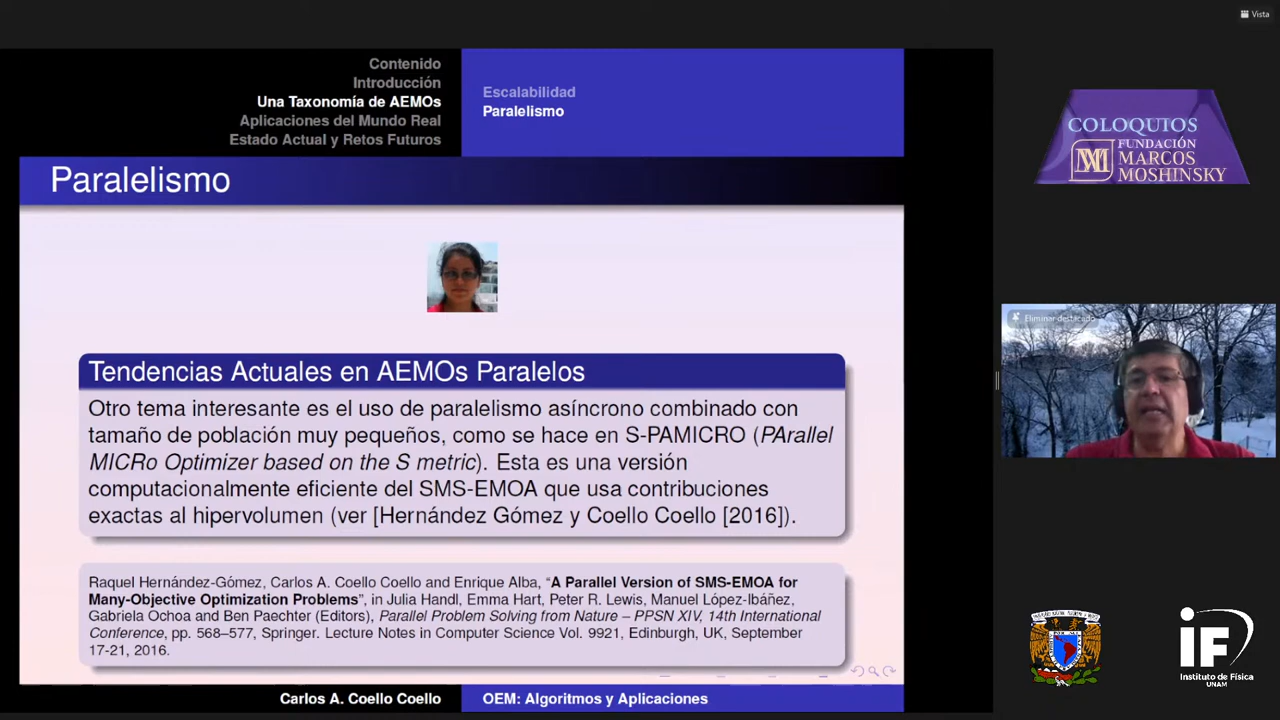 Vista
Contenido
Introducción
Una Taxonomía de AEMOs
Aplicaciones del Mundo Real
Estado Actual y Retos Futuros
Escalabilidad
Paralelismo
Paralelismo
Tendencias Actuales en AEMOs Paralelos
Otro tema interesante es el uso de paralelismo asíncrono combinado con
tamaño de población muy pequeños, como se hace en S-PAMICRO (PArallel
MICRo Optimizer based on the S metric). Esta es una versión
computacionalmente eficiente del SMS-EMOA que usa contribuciones
exactas al hipervolumen (ver [Hernández Gómez y Coello Coello [2016]).
Raquel Hernández-Gómez, Carlos A. Coello Coello and Enrique Alba, “A Parallel Version of SMS-EMOA for
Many-Objective Optimization Problems”, in Julia Handl, Emma Hart, Peter R. Lewis, Manuel López-Ibáñez,
Gabriela Ochoa and Ben Paechter (Editors), Parallel Problem Solving from Nature – PPSN XIV, 14th International
Conference, pp. 568–577, Springer. Lecture Notes in Computer Science Vol. 9921, Edinburgh, UK, September
17-21, 2016.
Carlos A. Coello Coello
OEM: Algoritmos y Aplicaciones
COLOQUIOS
FUNDACIÓN
MARCOS
MOSHINSKY
Eliminar destacado
iF
Instituto de Física
UNAM